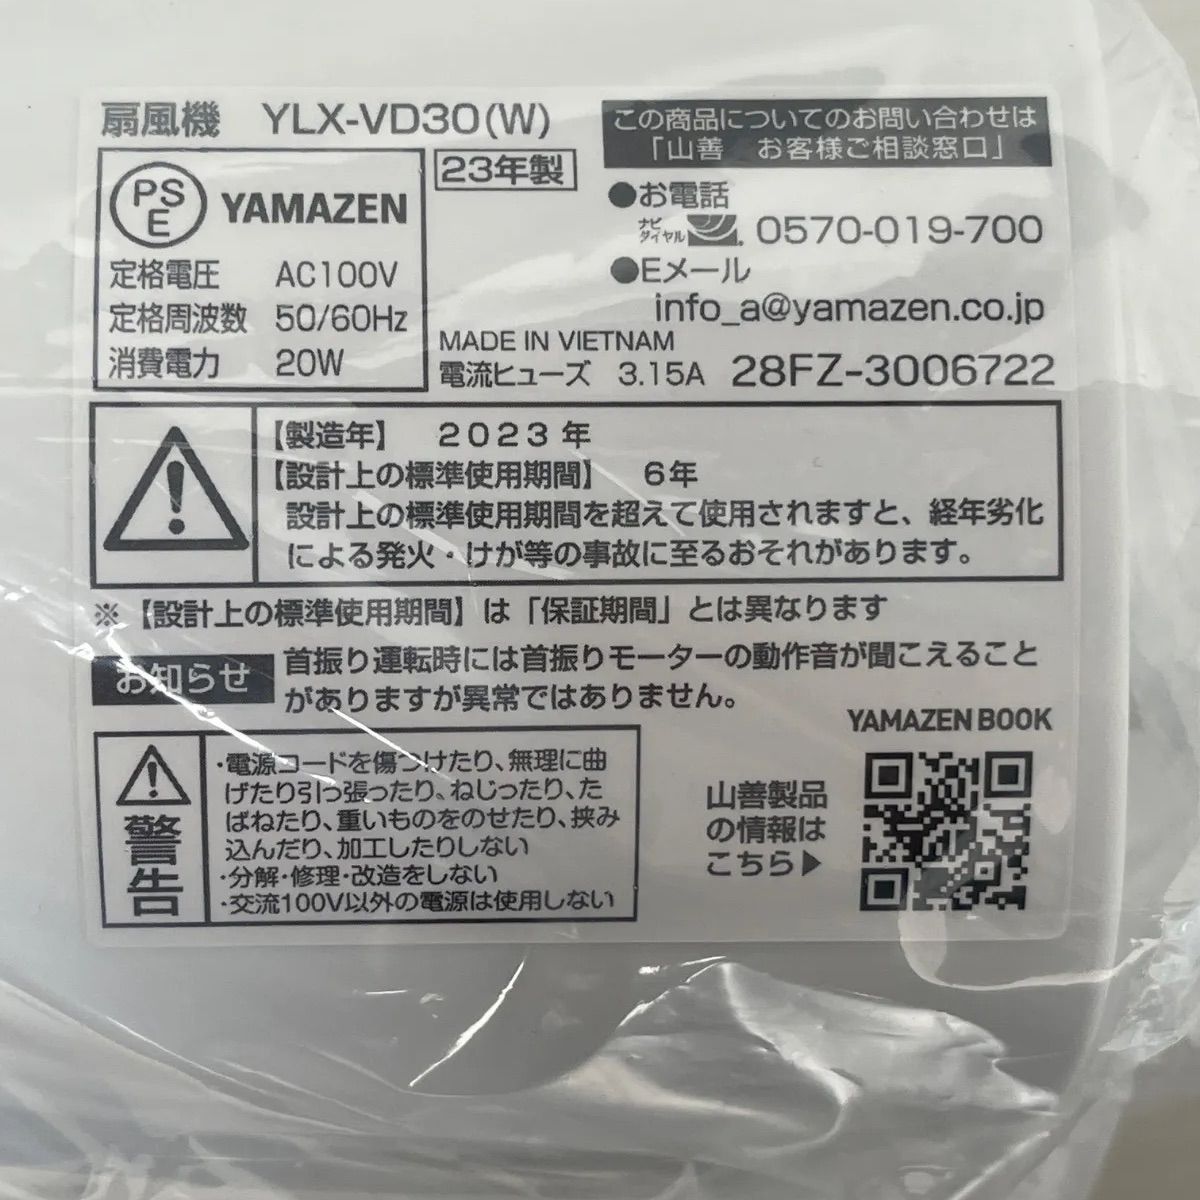 扇風機 YLX-VD30(W)
23年製
PS
E
YAMAZEN
定格電圧 AC100V
定格周波数 50/60Hz
消費電力 20W
この商品についてのお問い合わせは
「山善 お客様ご相談窓口」
●お電話
ナビ
ダイヤル 0570-019-700
●Eメール
info_a@yamazen.co.jp
MADE IN VIETNAM
電流ヒューズ 3.15A 28FZ-3006722
【製造年】 2023年
【設計上の標準使用期間】 6年
設計上の標準使用期間を超えて使用されますと、経年劣化
による発火・けが等の事故に至るおそれがあります。
※【設計上の標準使用期間】は「保証期間」とは異なります
お知らせ
首振り運転時には首振りモーターの動作音が聞こえること
がありますが異常ではありません。
警告
・電源コードを傷つけたり、無理に曲
げたり引っ張ったり、ねじったり、た
ばねたり、重いものをのせたり、挟み
込んだり、加工したりしない
・分解・修理・改造をしない
・交流100V以外の電源は使用しない
YAMAZEN BOOK
山善製品
の情報は
こちら▶